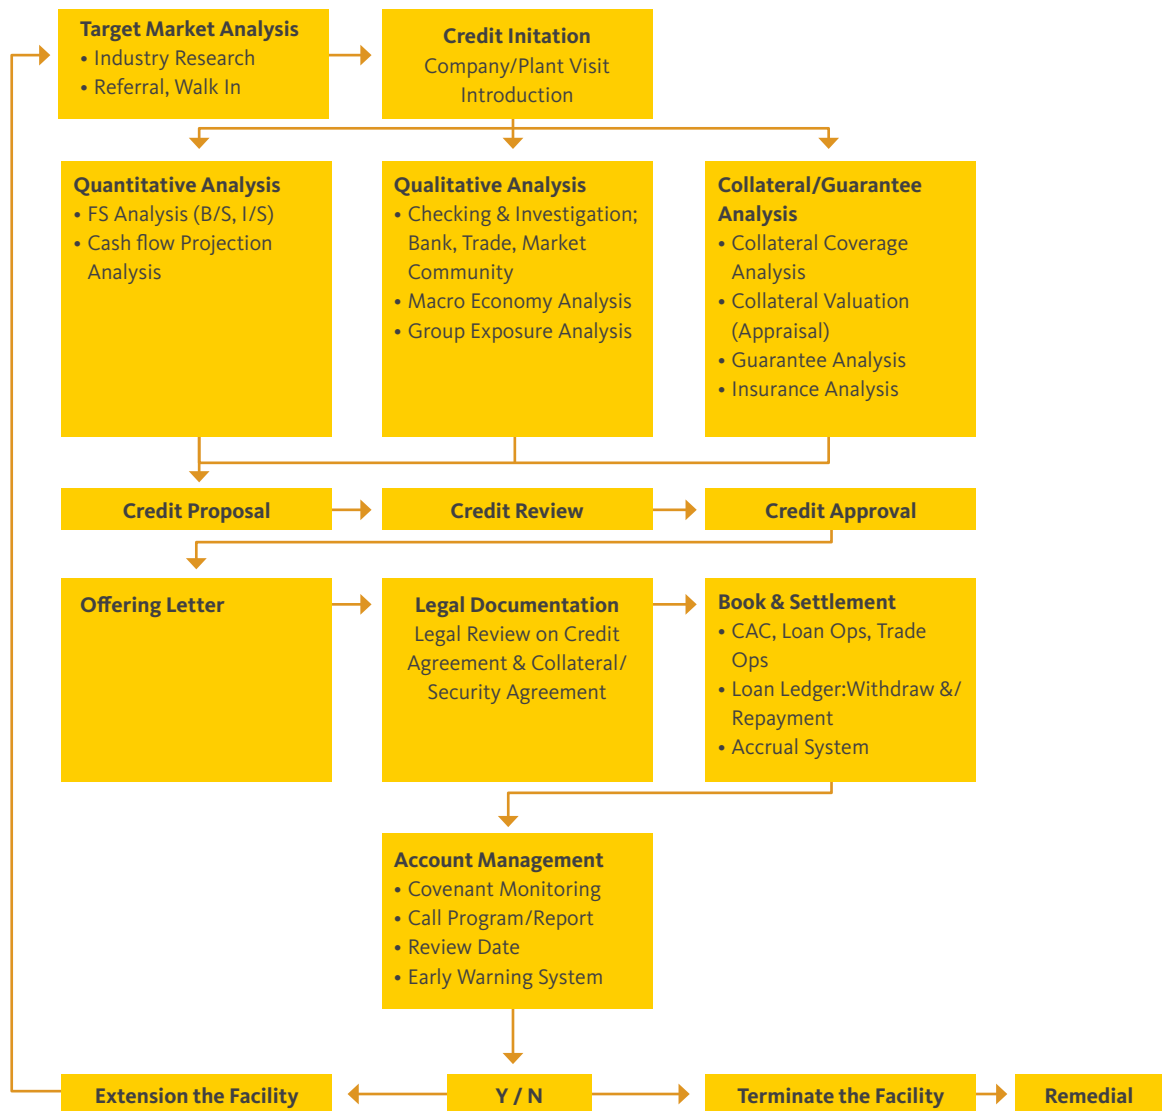 Target Market Analysis
• Industry Research
• Referral, Walk In
Credit Initation
Company/Plant Visit
Introduction
Quantitative Analysis
• FS Analysis (B/S, I/S)
• Cash flow Projection
Analysis
Qualitative Analysis
• Checking & Investigation;
Bank, Trade, Market
Community
• Macro Economy Analysis
• Group Exposure Analysis
Collateral/Guarantee
Analysis
• Collateral Coverage
Analysis
• Collateral Valuation
(Appraisal)
• Guarantee Analysis
• Insurance Analysis
Credit Proposal
Credit Review
Credit Approval
Offering Letter
Legal Documentation
Legal Review on Credit
Agreement & Collateral/
Security Agreement
Book & Settlement
• CAC, Loan Ops, Trade
Ops
• Loan Ledger:Withdraw &/
Repayment
• Accrual System
Account Management
• Covenant Monitoring
• Call Program/Report
• Review Date
• Early Warning System
Extension the Facility
Y / N
Terminate the Facility
Remedial